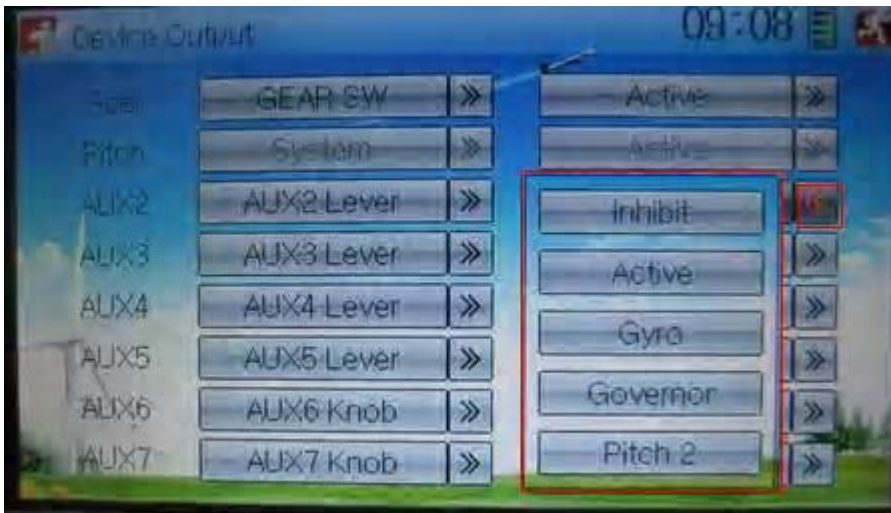 Device Output 09:08
Gear GEAR SW » Active »
Pitch System » Active »
AUX2 AUX2 Lever » Inhibit
AUX3 AUX3 Lever » Active »
AUX4 AUX4 Lever » Gyro »
AUX5 AUX5 Lever » Governor »
AUX6 AUX6 Knob » Pitch 2 »
AUX7 AUX7 Knob » »